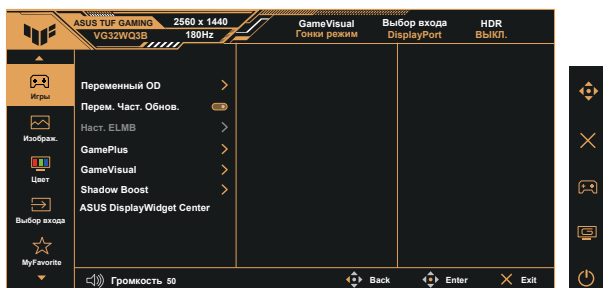 ASUS TUF GAMING 2560 x 1440
VG32WQ3B 180Hz
GameVisual
Гонки режим
Выбор входа
DisplayPort
HDR
ВЫКЛ.
Игры
Изображ.
Цвет
Выбор входа
MyFavorite
Переменный OD
Перем. Част. Обнов.
Наст. ELMB
GamePlus
GameVisual
Shadow Boost
ASUS DisplayWidget Center
Громкость 50
Back
Enter
Exit